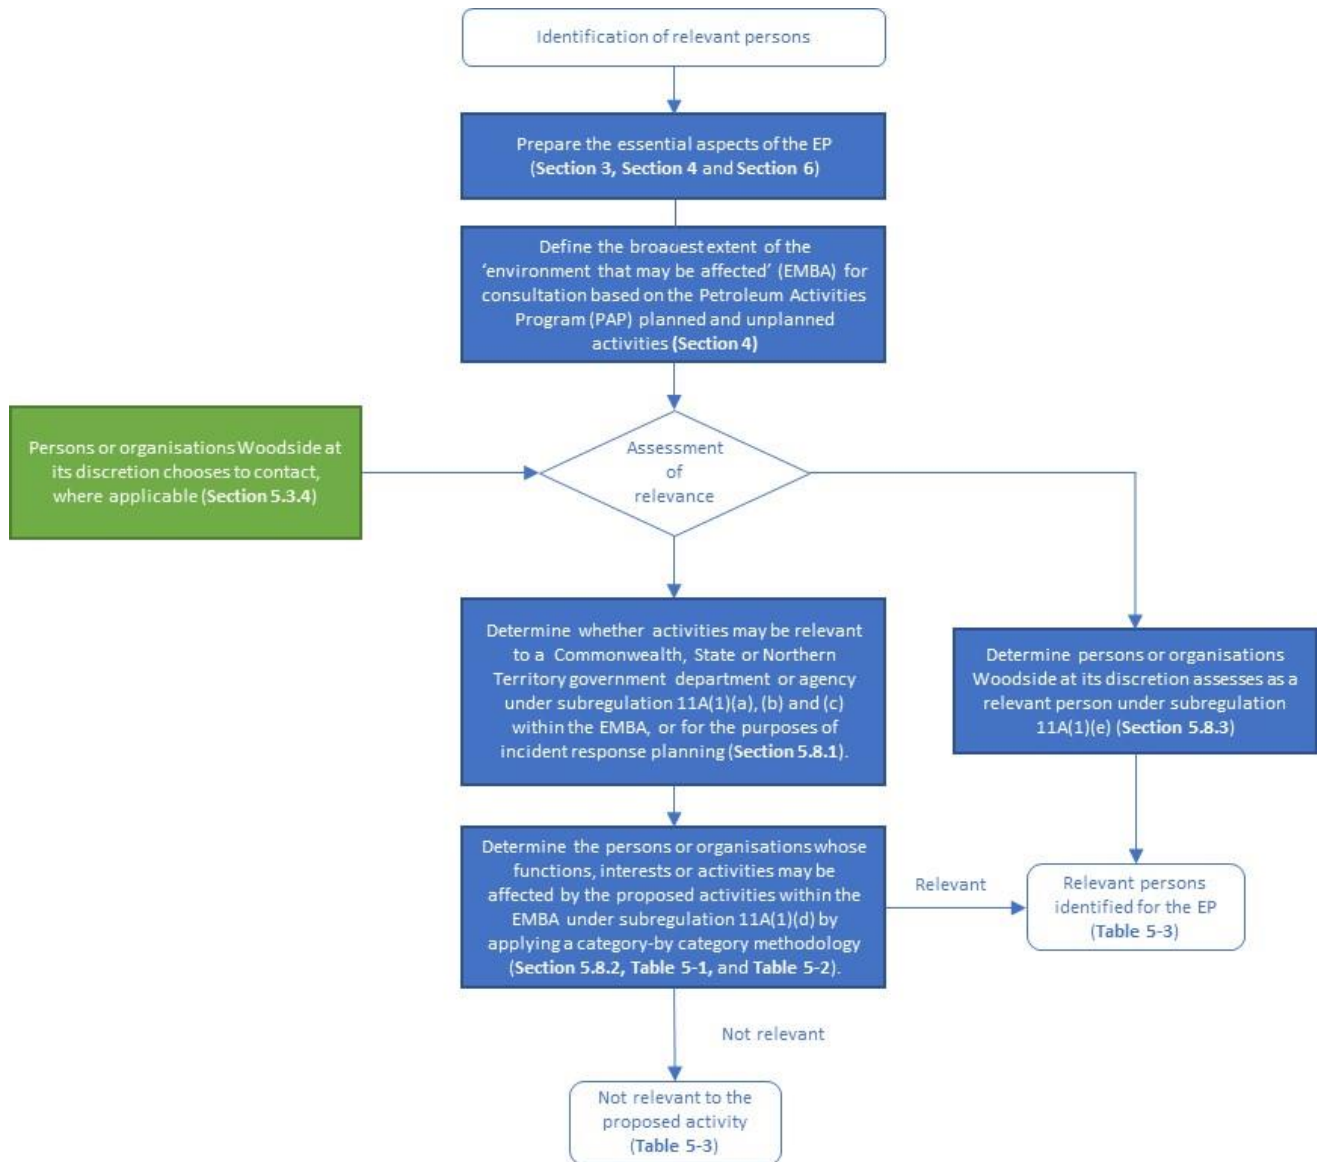 Identification of relevant persons
Prepare the essential aspects of the EP
(Section 3, Section 4 and Section 6)
Define the broadest extent of the
'environment that may be affected' (EMBA) for
consultation based on the Petroleum Activities
Program (PAP) planned and unplanned
activities (Section 4)
Persons or organisations Woodside at
its discretion chooses to contact,
where applicable (Section 5.3.4)
Assessment
of
relevance
Determine whether activities may be relevant
to a Commonwealth, State or Northern
Territory government department or agency
under subregulation 11A(1)(a), (b) and (c)
within the EMBA, or for the purposes of
incident response planning (Section 5.8.1).
Determine persons or organisations
Woodside at its discretion assesses as a
relevant person under subregulation
11A(1)(e) (Section 5.8.3)
Determine the persons or organisations whose
functions, interests or activities may be
affected by the proposed activities within the
EMBA under subregulation 11A(1)(d) by
applying a category-by category methodology
(Section 5.8.2, Table 5-1, and Table 5-2).
Relevant
Relevant persons
identified for the EP
(Table 5-3)
Not relevant
Not relevant to the
proposed activity
(Table 5-3)